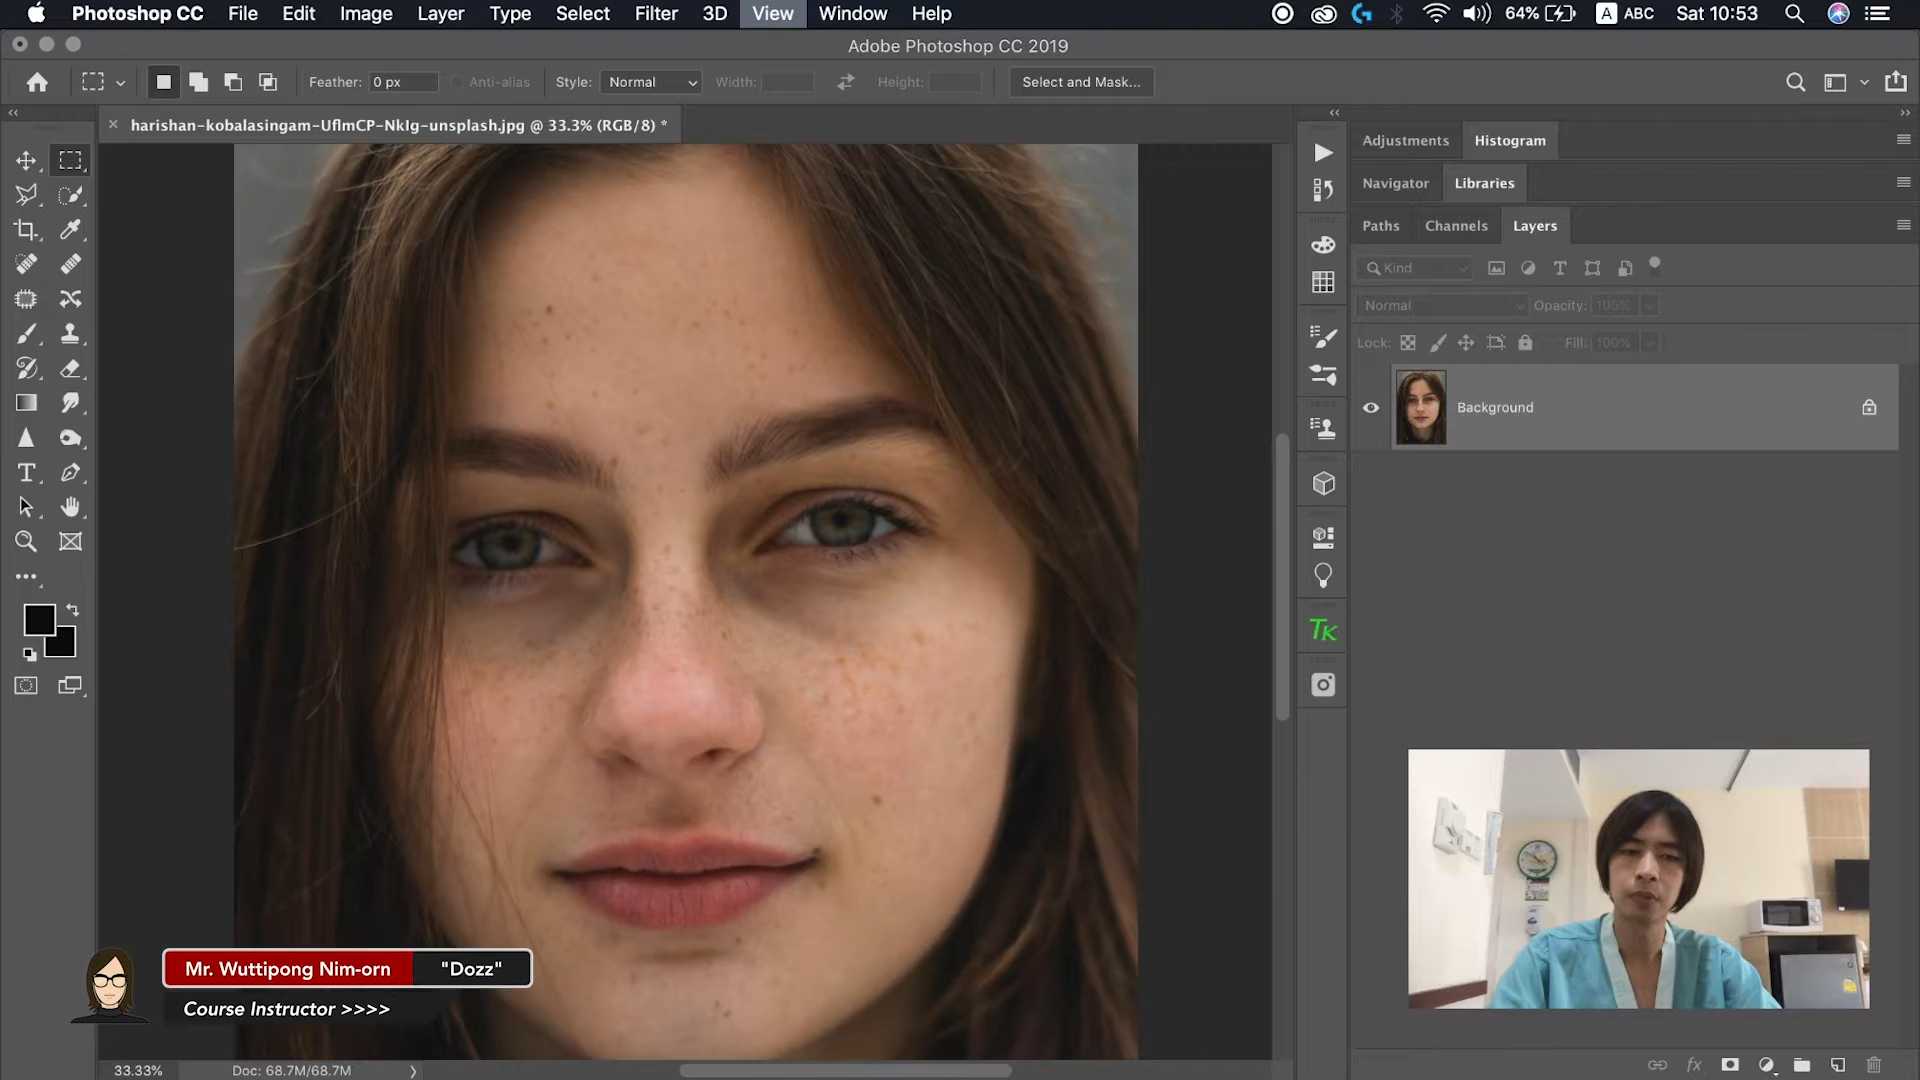 Photoshop CC File Edit Image Layer Type Select Filter 3D View Window Help 64% A ABC Sat 10:53
Adobe Photoshop CC 2019
Feather: 0 px Anti-alias Style: Normal Width: Height: Select and Mask...
harishan-kobalasingam-UflmCP-NkIg-unsplash.jpg @ 33.3% (RGB/8) *
Adjustments Histogram
Navigator Libraries
Paths Channels Layers
Kind
Normal Opacity: 100%
Lock: Fill: 100%
Background
TK
Mr. Wuttipong Nim-orn "Dozz"
Course Instructor >>>>
33.33% Doc: 68.7M/68.7M